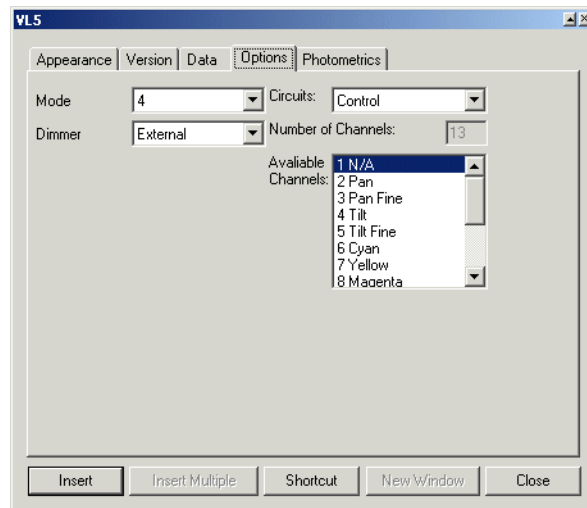 VL5
Appearance Version Data Options Photometrics
Mode 4 Circuits: Control
Dimmer External Number of Channels: 13
Avaliable Channels:
1 N/A
2 Pan
3 Pan Fine
4 Tilt
5 Tilt Fine
6 Cyan
7 Yellow
8 Magenta
Insert Insert Multiple Shortcut New Window Close